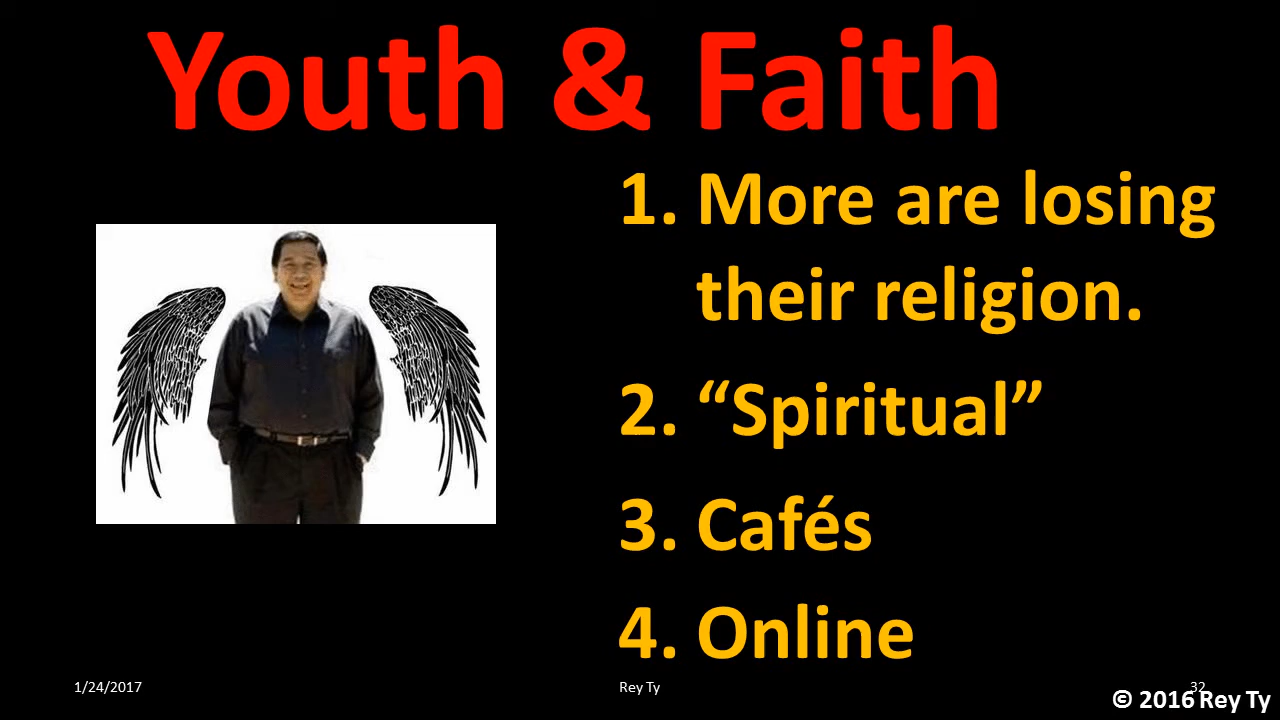 Youth & Faith
1. More are losing
their religion.
2. “Spiritual”
3. Cafés
4. Online
1/24/2017
Rey Ty
32
© 2016 Rey Ty